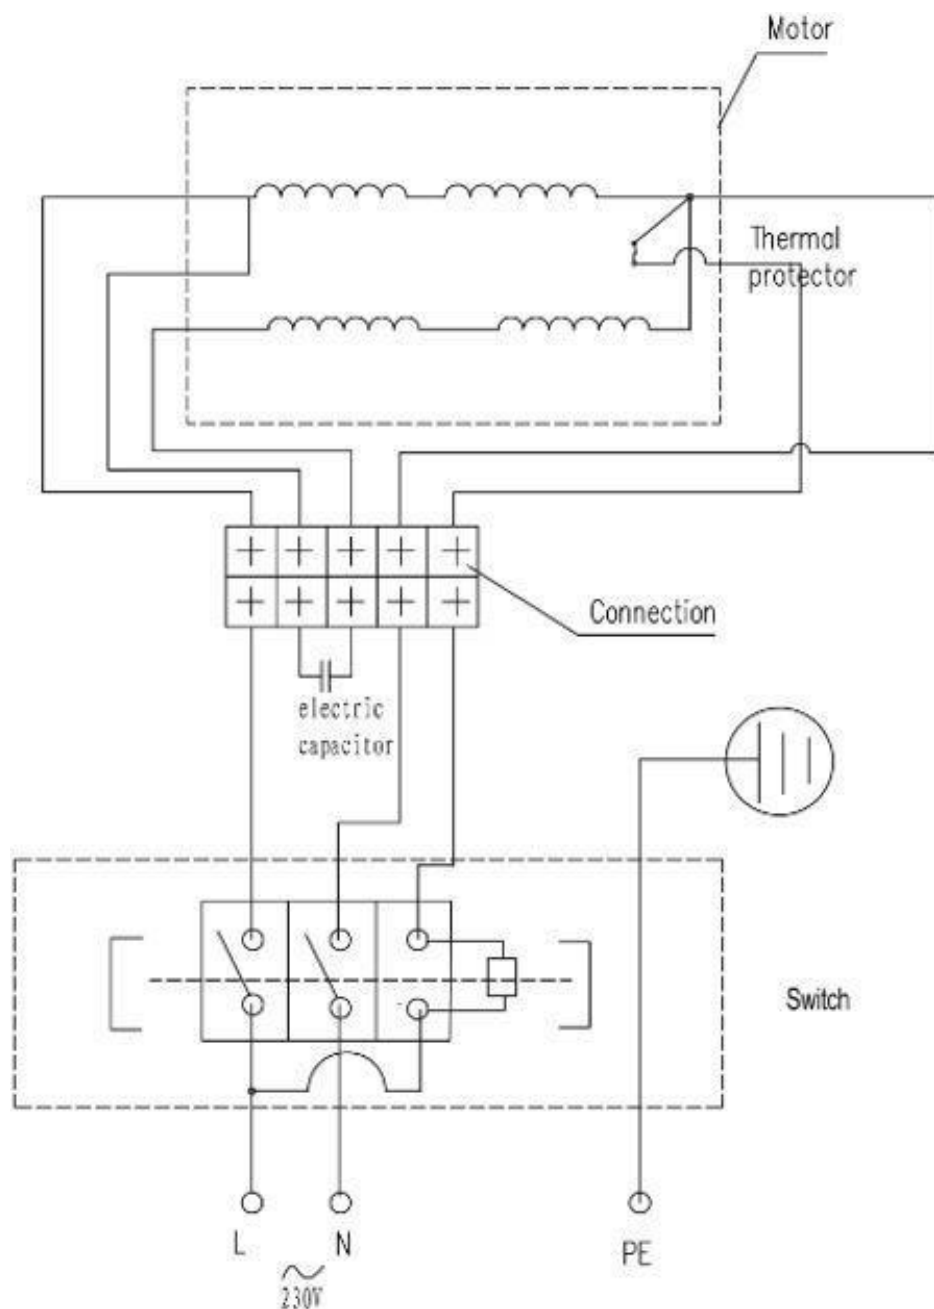 Motor
Thermal
protector
Connection
electric
capacitor
Switch
L
N
PE
230V